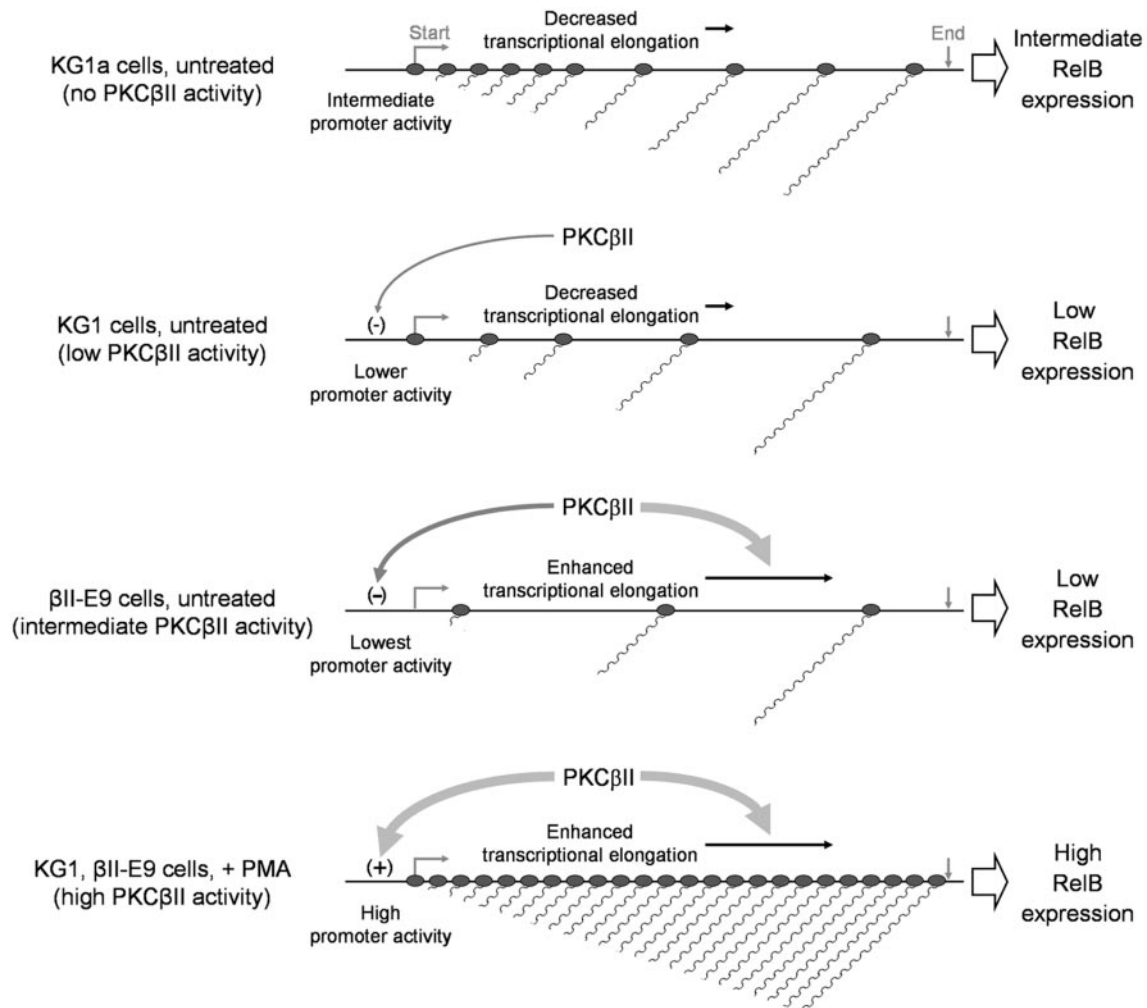 Start
Decreased
transcriptional elongation
End
KG1a cells, untreated
(no PKCβII activity)
Intermediate
promoter activity
Intermediate
RelB
expression
PKCβII
(-)
Decreased
transcriptional elongation
KG1 cells, untreated
(low PKCβII activity)
Lower
promoter activity
Low
RelB
expression
PKCβII
(-)
Enhanced
transcriptional elongation
βII-E9 cells, untreated
(intermediate PKCβII activity)
Lowest
promoter activity
Low
RelB
expression
PKCβII
(+)
Enhanced
transcriptional elongation
KG1, βII-E9 cells, + PMA
(high PKCβII activity)
High
promoter activity
High
RelB
expression